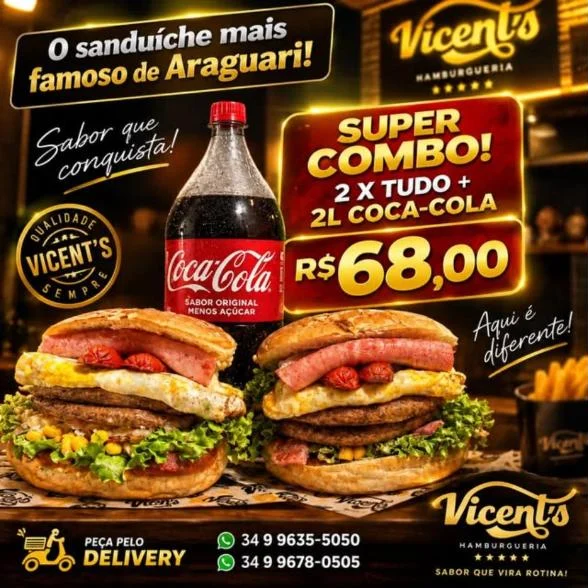 O sanduíche mais
famoso de Araguari!
Vicent's
HAMBURGUERIA
Sabor que
conquista!
SUPER
COMBO!
2 X TUDO +
2L COCA-COLA
R$68,00
QUALIDADE
VICENT'S
SEMPRE
Coca-Cola
SABOR ORIGINAL
MENOS AÇÚCAR
Aqui é
diferente!
Vicent's
PEÇA PELO
DELIVERY
34 9 9635-5050
34 9 9678-0505
Vicent's
HAMBURGUERIA
SABOR QUE VIRA ROTINA!